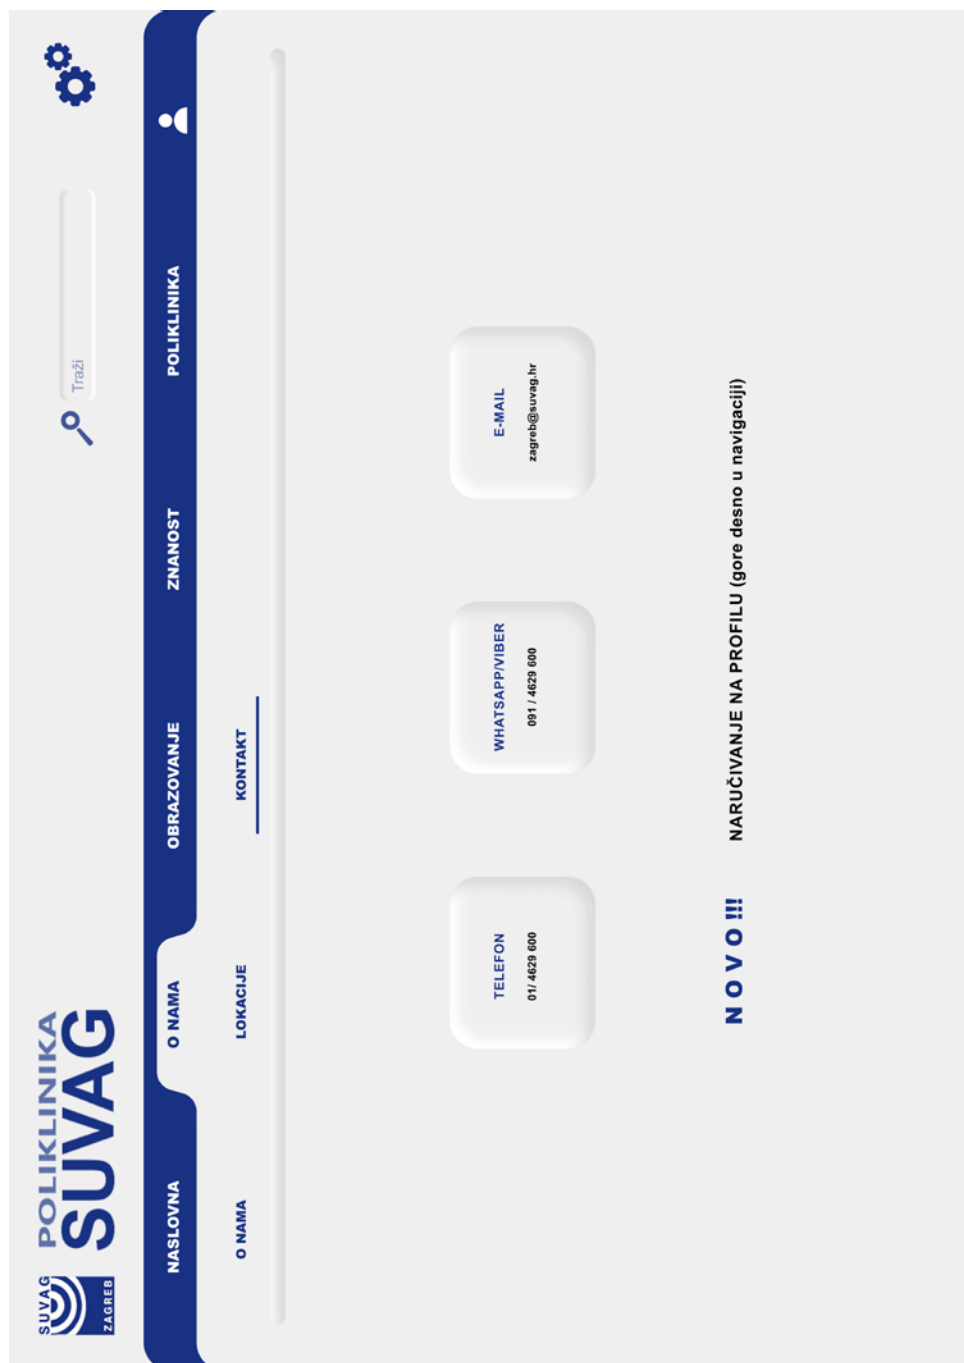 SUVAG
ZAGREB
POLIKLINIKA
SUVAG
Traži
NASLOVNA
O NAMA
OBRAZOVANJE
ZNANOST
POLIKLINIKA
O NAMA
LOKACIJE
KONTAKT
TELEFON
01/ 4629 600
WHATSAPP/VIBER
091 / 4629 600
E-MAIL
zagreb@suvag.hr
N O V O !!! NARUČIVANJE NA PROFILU (gore desno u navigaciji)